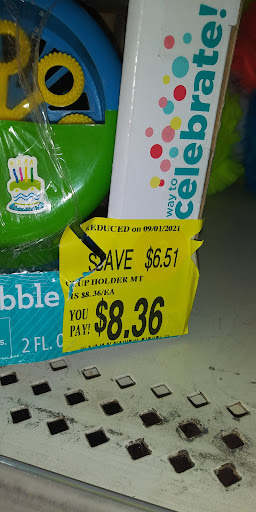 way to
celebrate!
REDUCED on 09/01/2021
SAVE $6.51
CUP HOLDER MT
IS $8.36/EA
YOU
PAY! $8.36
bble
2 FL. O